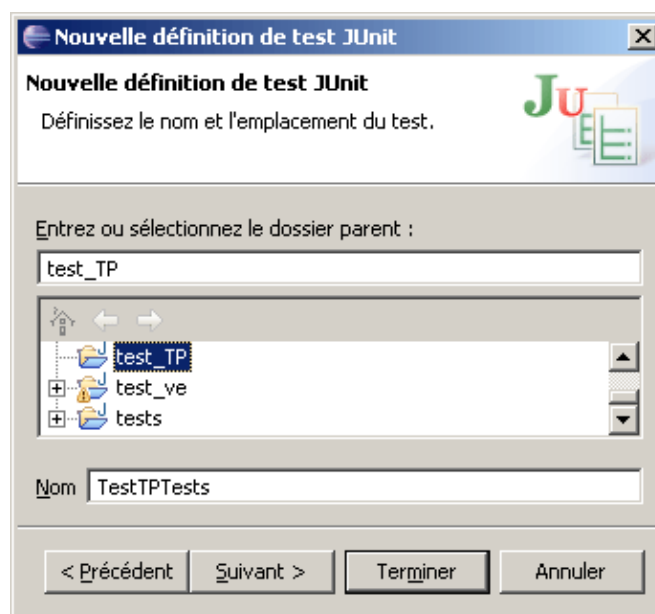 Nouvelle définition de test JUnit
Nouvelle définition de test JUnit
Définissez le nom et l'emplacement du test.
JU
E
E
Entrez ou sélectionnez le dossier parent :
test_TP
test_TP
test_ve
tests
Nom TestTPTests
< Précédent Suivant > Terminer Annuler